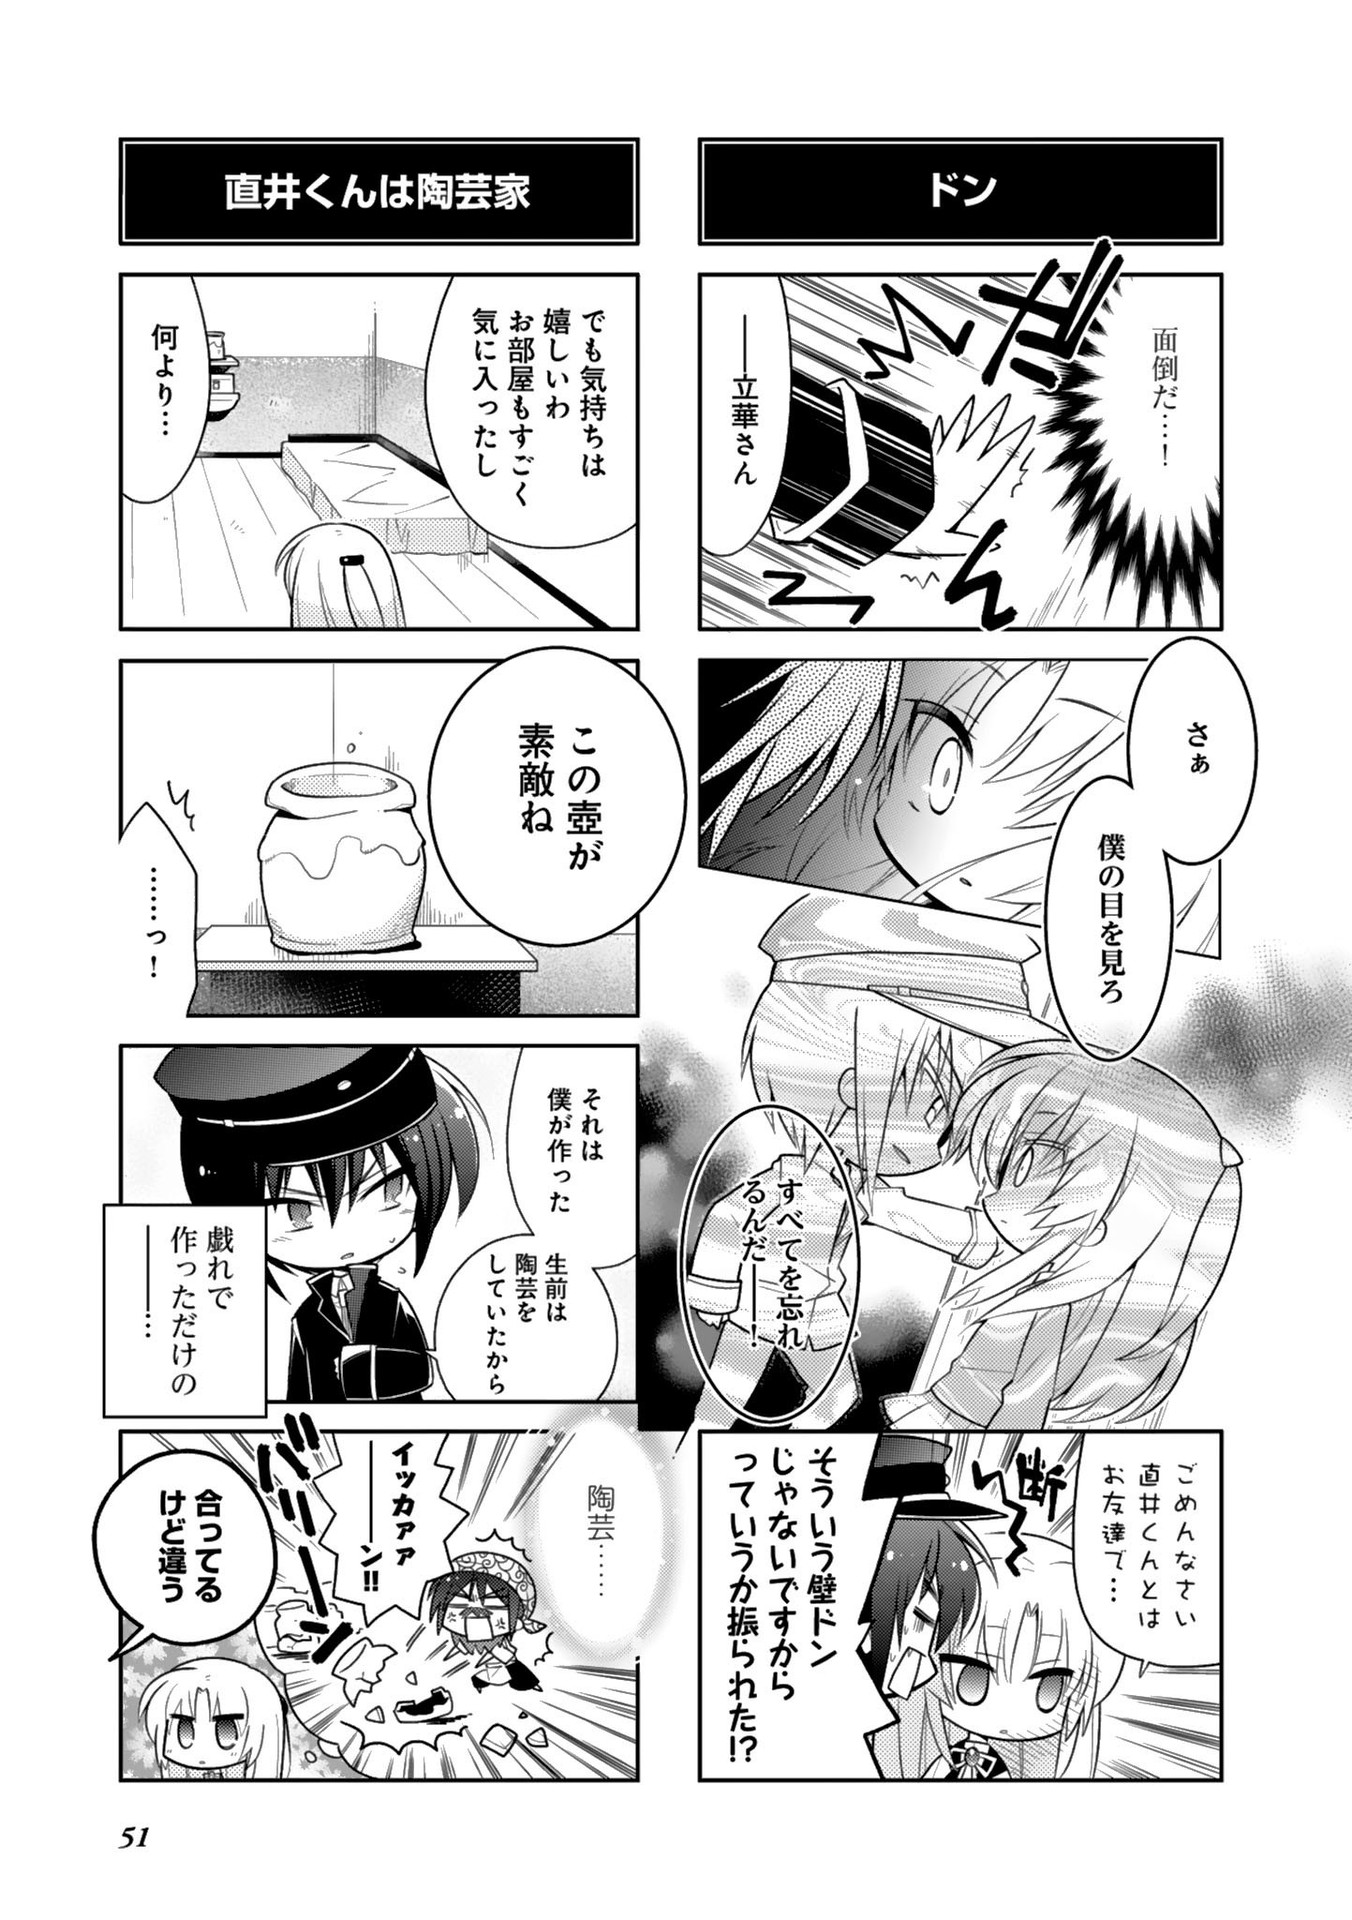 ドン
面倒だ…！
ドン
――立華さん
さぁ
僕の目を見ろ
すべてを忘れ
るんだ――！
ごめんなさい
直井くんとは
お友達で…
断り
そういう壁ドン
じゃないですから
っていうか振られた!?
直井くんは陶芸家
でも気持ちは
嬉しいわ
お部屋もすごく
気に入ったし
何より…
この壺が
素敵ね
……っ！
それは
僕が作った
生前は
陶芸を
していたから
戯れで
作っただけの
――…
陶芸……
イッカァァ
――ン!!
合ってる
けど違う
51